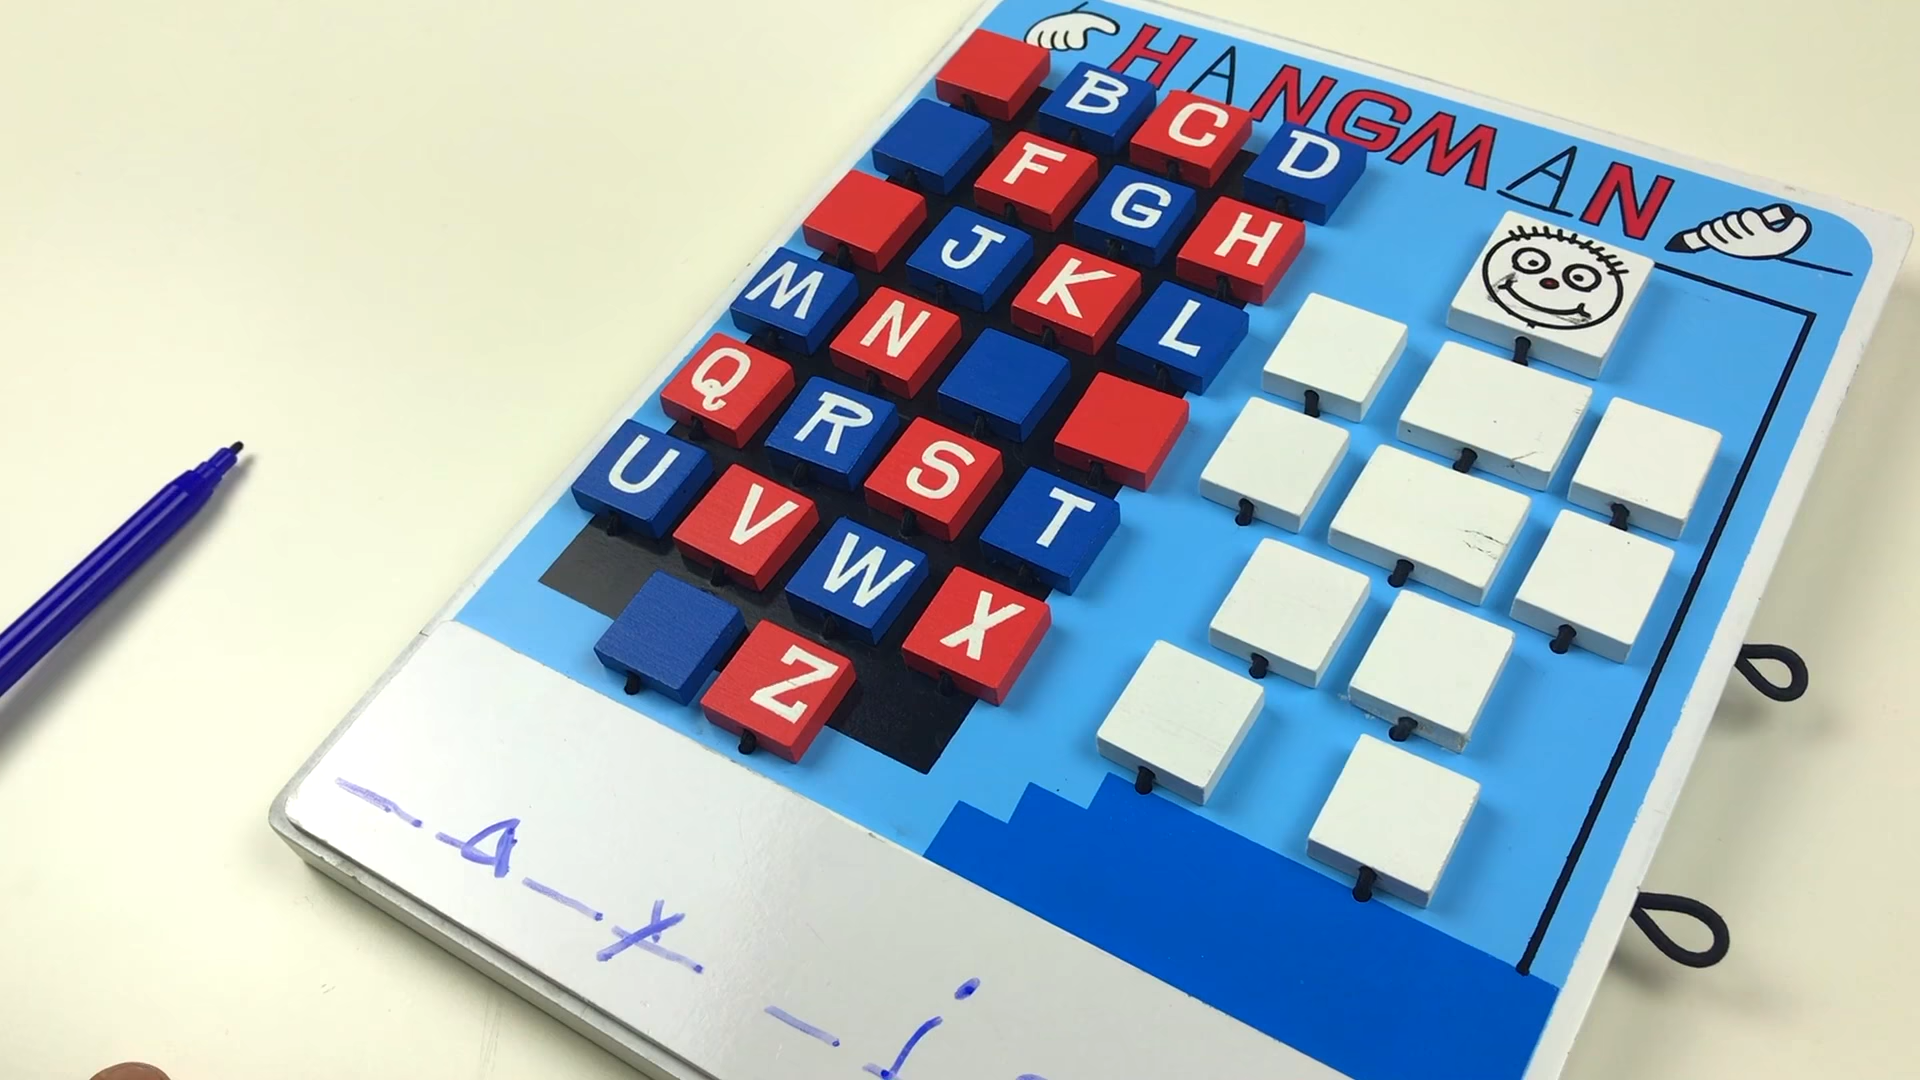 HANGMAN
B C D
F G H
J K L
M N
Q R S T
U V W X
Z
_ a _ y _ i